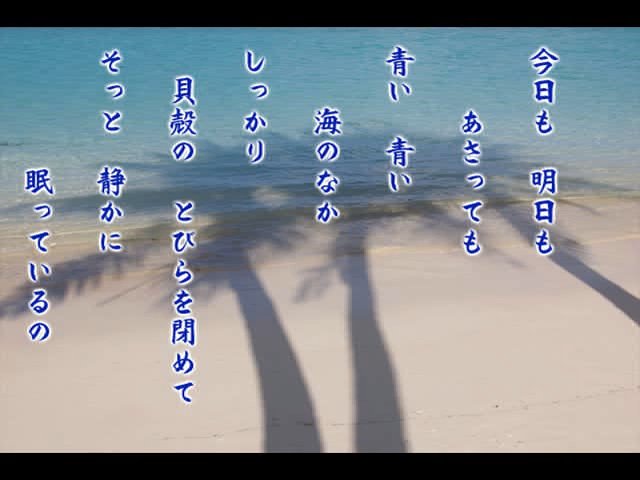 今日も 明日も
あさっても
青い 青い
海のなか
しっかり
貝殻の とびらを閉めて
そっと 静かに
眠っているの